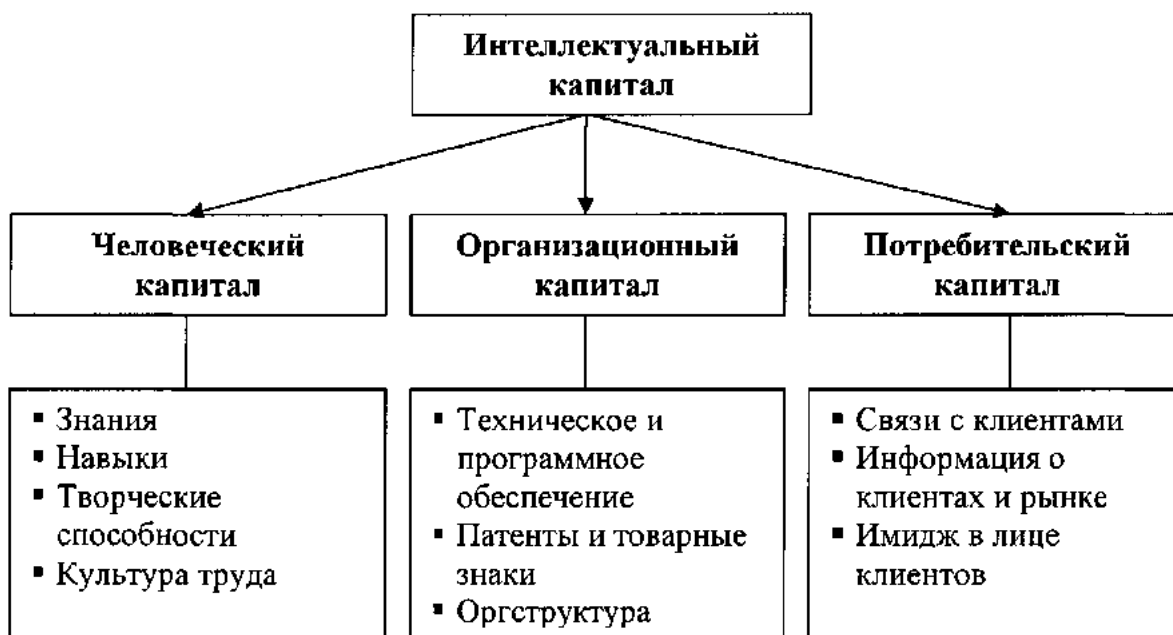 Интеллектуальный
капитал
Человеческий
капитал
Организационный
капитал
Потребительский
капитал
▪ Знания
▪ Навыки
▪ Творческие
способности
▪ Культура труда
▪ Техническое и
программное
обеспечение
▪ Патенты и товарные
знаки
▪ Оргструктура
▪ Связи с клиентами
▪ Информация о
клиентах и рынке
▪ Имидж в лице
клиентов